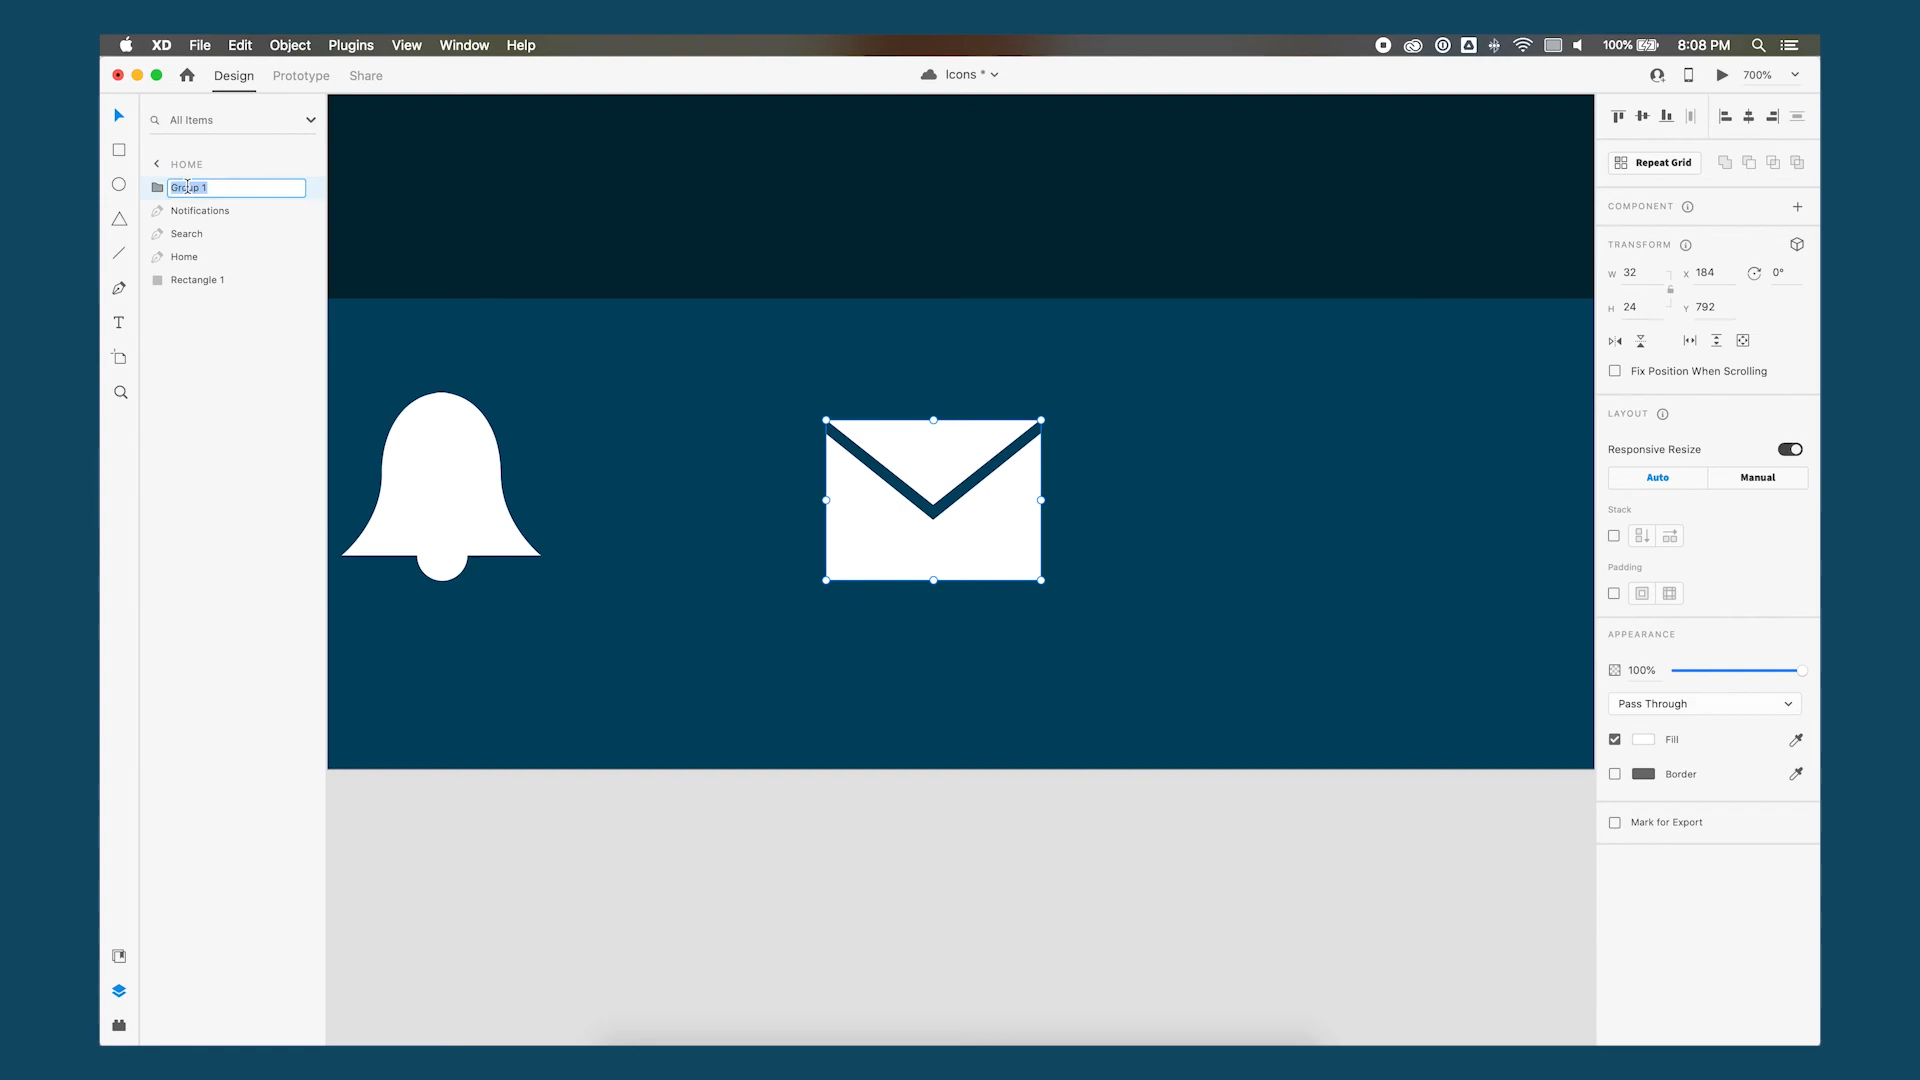 XD File Edit Object Plugins View Window Help 100% 8:08 PM
Design Prototype Share Icons * 700%
All Items
HOME
Group 1
Notifications
Search
Home
Rectangle 1
Repeat Grid
COMPONENT
TRANSFORM
W 32 X 184 0°
H 24 Y 792
Fix Position When Scrolling
LAYOUT
Responsive Resize
Auto Manual
Stack
Padding
APPEARANCE
100%
Pass Through
Fill
Border
Mark for Export